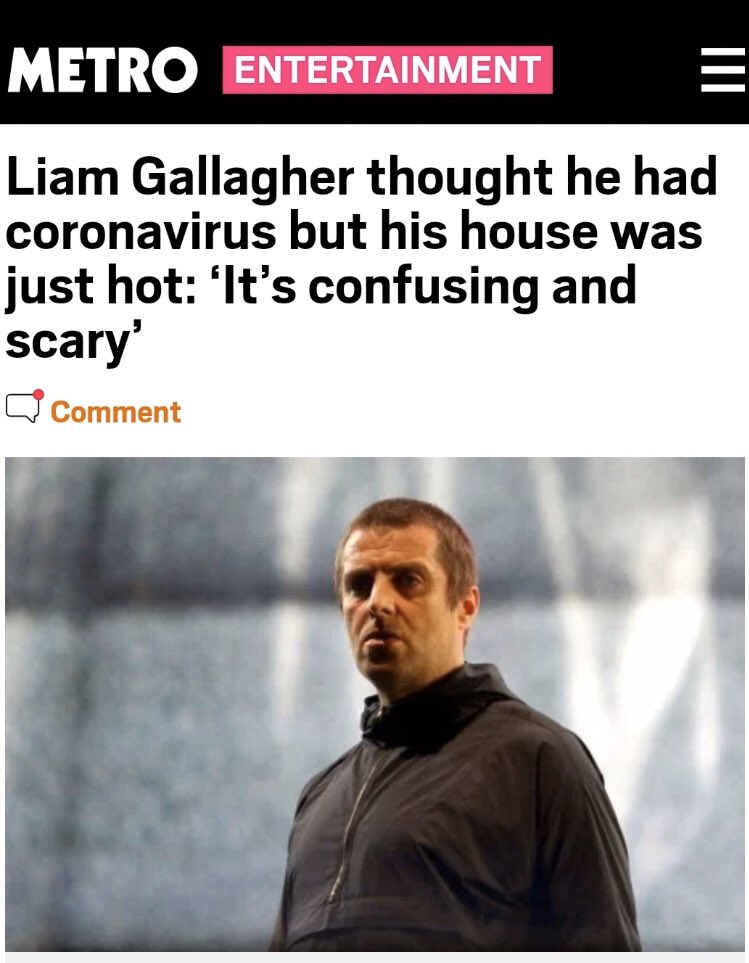 METRO ENTERTAINMENT
Liam Gallagher thought he had
coronavirus but his house was
just hot: ‘It’s confusing and
scary’
Comment